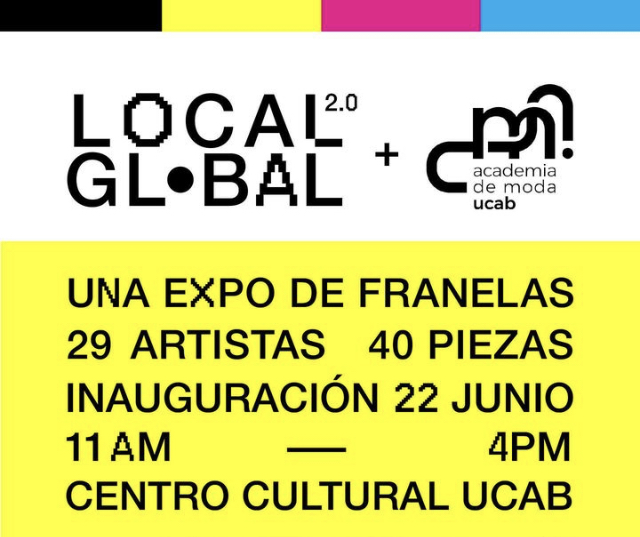 LOCAL 2.0
GL•BAL
+
academia
de moda
ucab
UNA EXPO DE FRANELAS
29 ARTISTAS 40 PIEZAS
INAUGURACIÓN 22 JUNIO
11AM — 4PM
CENTRO CULTURAL UCAB